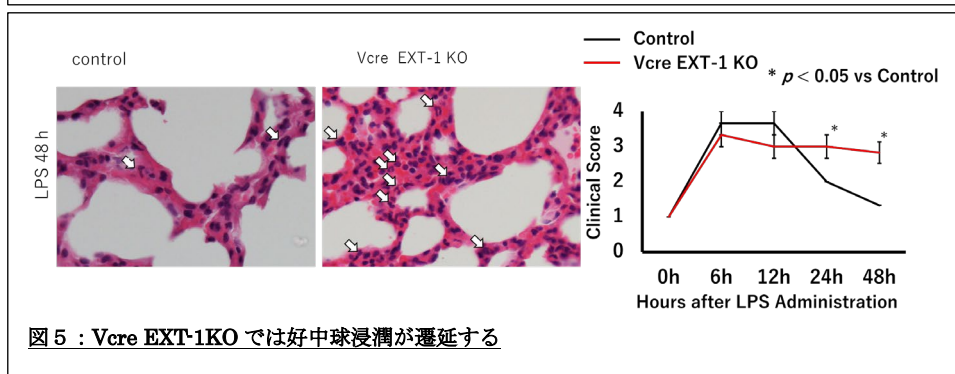 control
Vcre EXT-1 KO
LPS 48 h
Control
Vcre EXT-1 KO
* p < 0.05 vs Control
Clinical Score
4
3
2
1
0
*
*
0h 6h 12h 24h 48h
Hours after LPS Administration
図５：Vcre EXT-1KO では好中球浸潤が遷延する